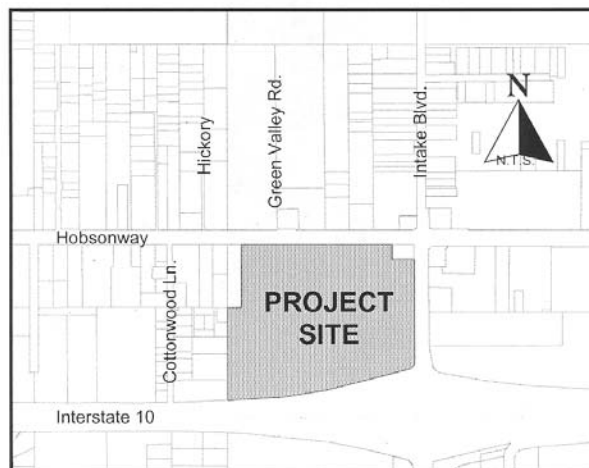 N
N.T.S.
Hickory
Green Valley Rd.
Intake Blvd.
Hobsonway
Cottonwood Ln.
PROJECT
SITE
Interstate 10